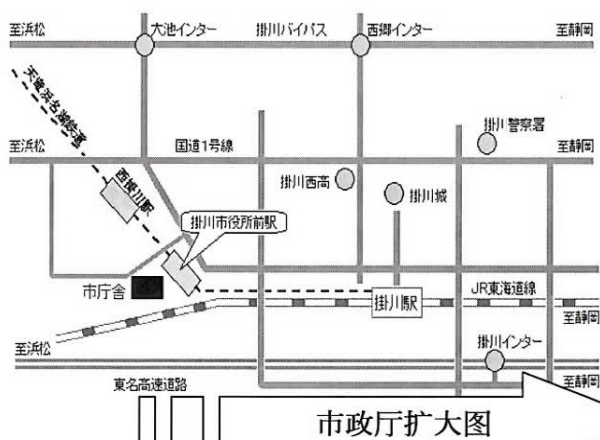 至浜松
大池インター
掛川バイパス
西郷インター
至静岡
天竜浜名湖鉄道
至浜松
国道1号線
掛川警察署
至静岡
西掛川駅
掛川西高
掛川城
掛川市役所前駅
市庁舎
掛川駅
JR東海道線
至静岡
至浜松
掛川インター
東名高速道路
至静岡
市政厅扩大图